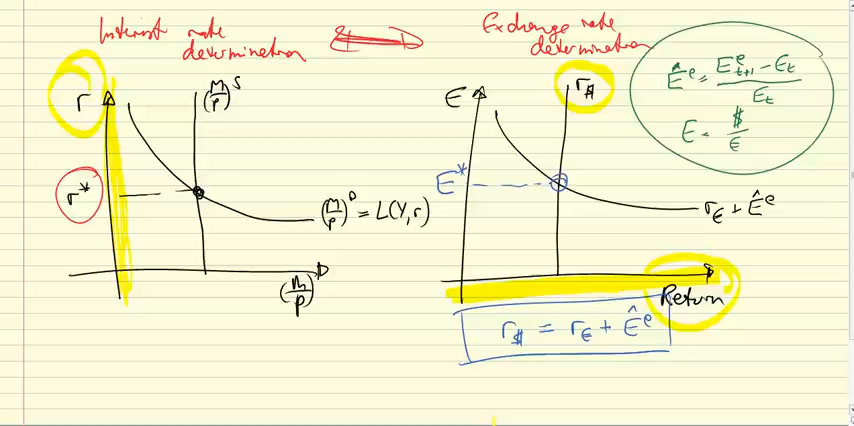 Interest rate determination
Exchange rate determination
Ê^e = (E^e_{t+1} - E_t) / E_t
E = $ / €
r
(M/P)^S
r*
(M/P)^D = L(Y, r)
(M/P)^D
E
r_$
E*
r_€ + Ê^e
Return
r_$ = r_€ + Ê^e